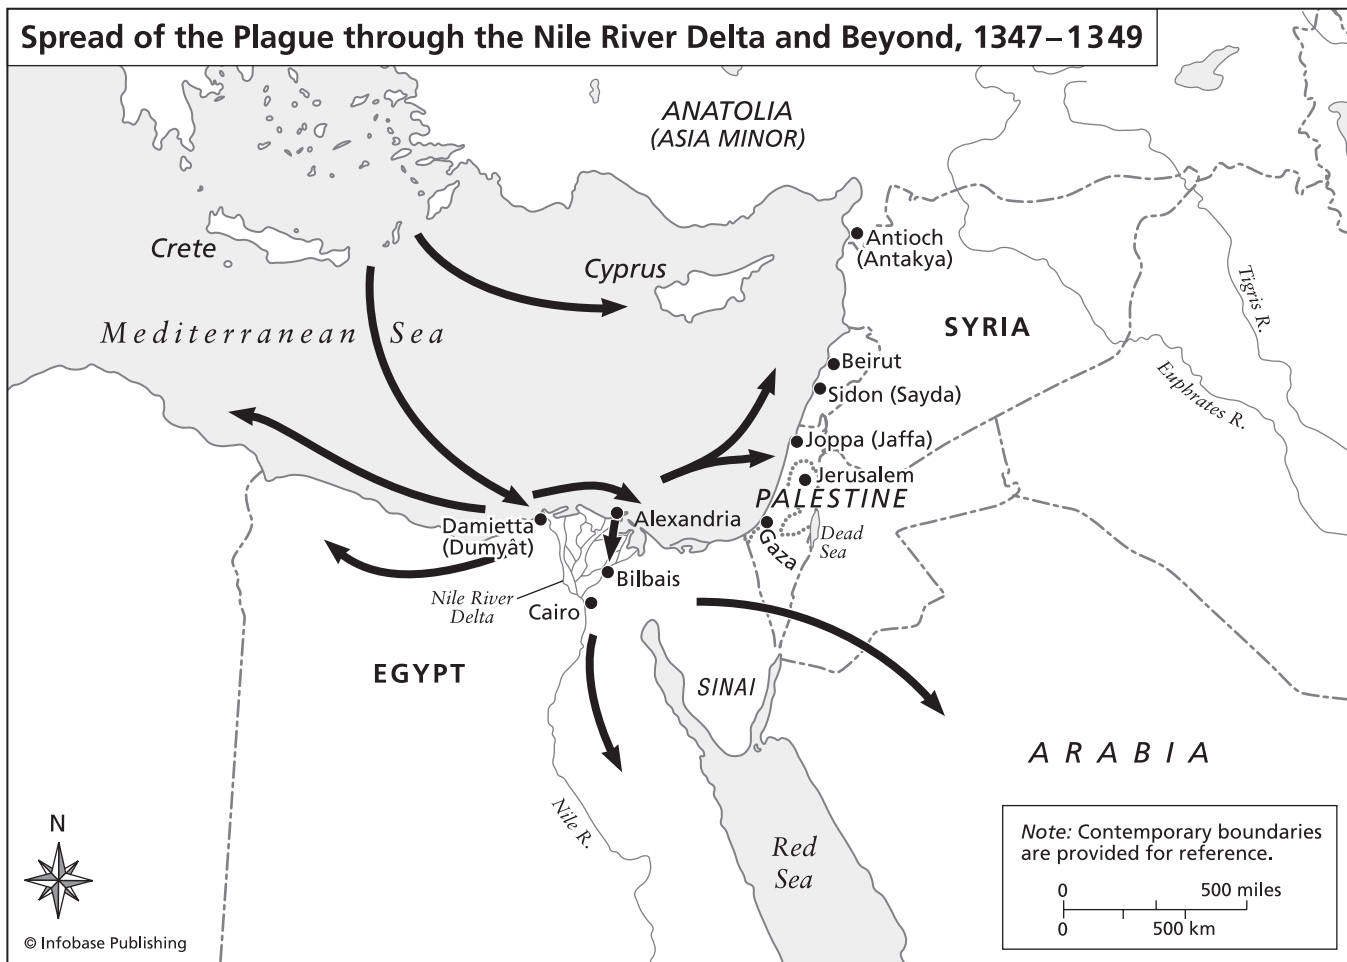 Spread of the Plague through the Nile River Delta and Beyond, 1347–1349
ANATOLIA
(ASIA MINOR)
Crete
Cyprus
Antioch
(Antakya)
Mediterranean Sea
SYRIA
Tigris R.
Euphrates R.
Beirut
Sidon (Sayda)
Joppa (Jaffa)
Jerusalem
PALESTINE
Damietta
(Dumyât)
Alexandria
Gaza
Dead
Sea
Bilbais
Nile River
Delta
Cairo
EGYPT
SINAI
ARABIA
Nile R.
Red
Sea
N
Note: Contemporary boundaries
are provided for reference.
0 500 miles
0 500 km
© Infobase Publishing